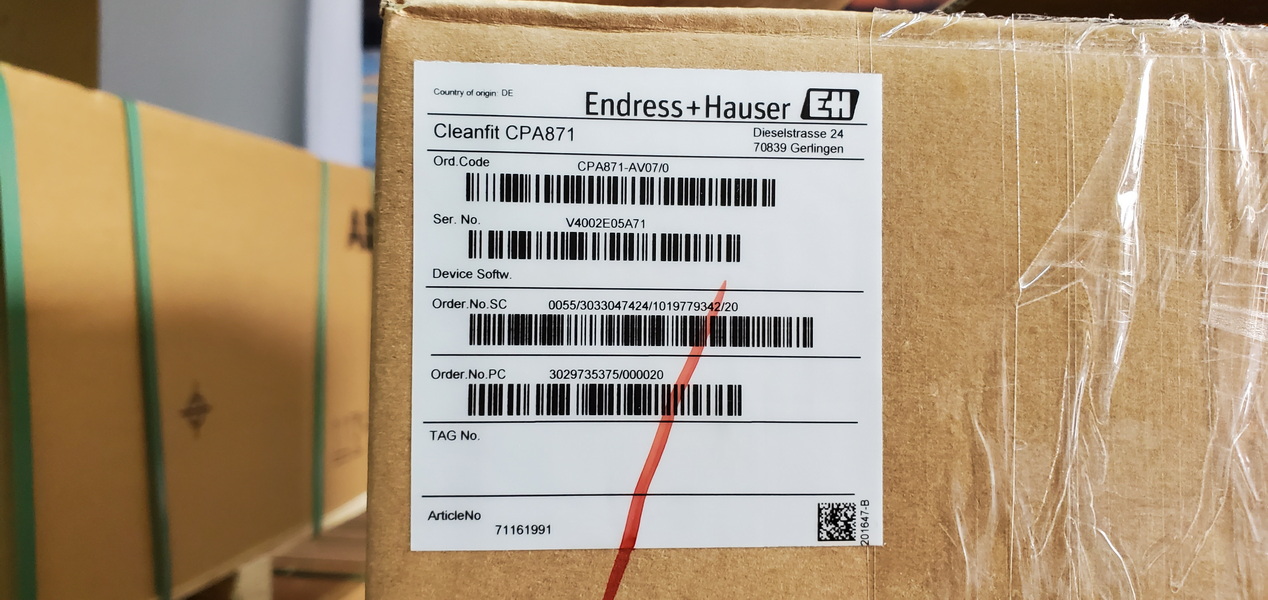 Country of origin: DE
Endress+Hauser EH
Cleanfit CPA871
Dieselstrasse 24
70839 Gerlingen
Ord.Code CPA871-AV07/0
Ser. No. V4002E05A71
Device Softw.
Order.No.SC 0055/3033047424/1019779342/20
Order.No.PC 3029735375/000020
TAG No.
ArticleNo 71161991
201647-B